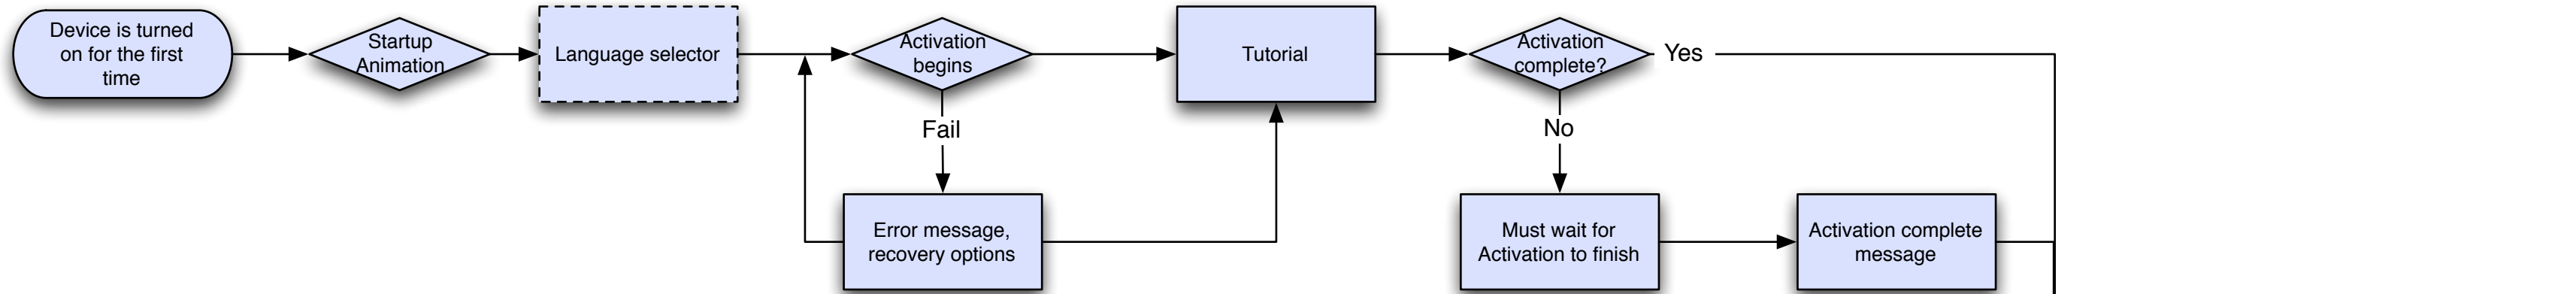 Device is turned
on for the first
time
Startup
Animation
Language selector
Activation
begins
Tutorial
Activation
complete?
Yes
Fail
No
Error message,
recovery options
Must wait for
Activation to finish
Activation complete
message